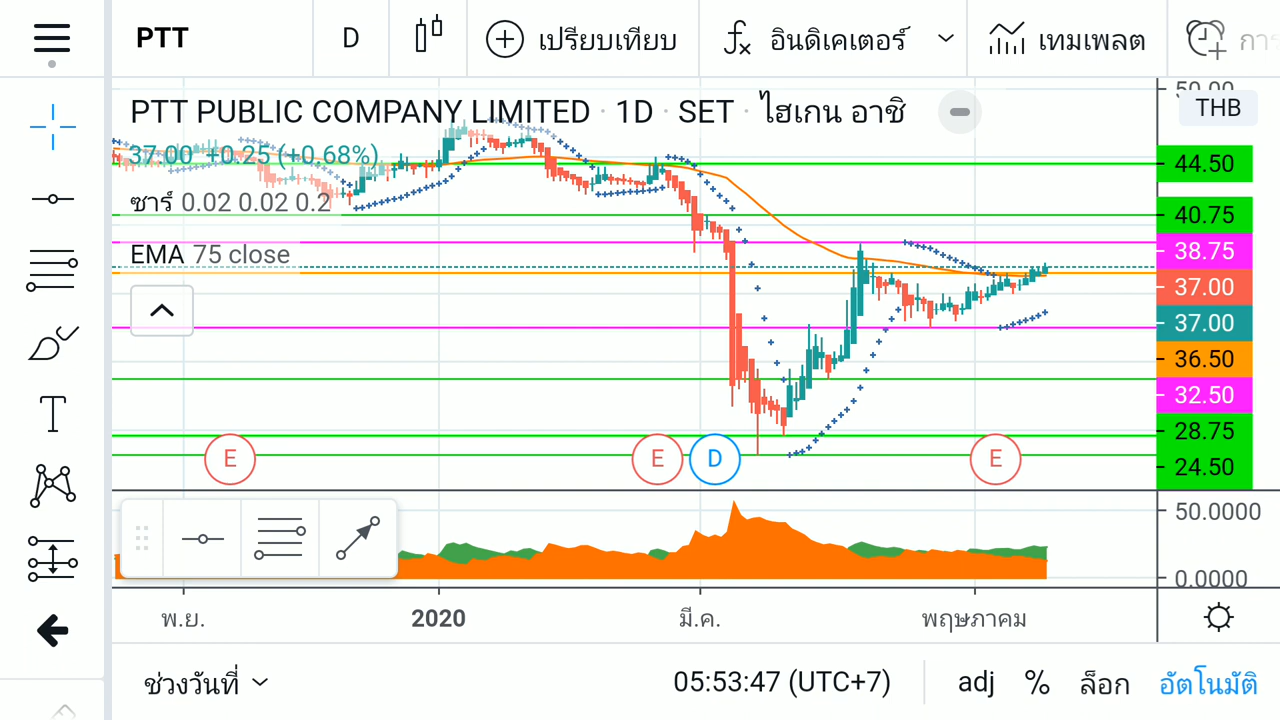 PTT D เปรียบเทียบ อินดิเคเตอร์ เทมเพลต
PTT PUBLIC COMPANY LIMITED · 1D · SET · ไฮเกน อาชิ
37.00 +0.25 (+0.68%)
ซาร์ 0.02 0.02 0.2
EMA 75 close
50.00
THB
44.50
40.75
38.75
37.00
37.00
36.50
32.50
28.75
24.50
E E D E
T
50.0000
0.0000
พ.ย. 2020 มี.ค. พฤษภาคม
ช่วงวันที่ 05:53:47 (UTC+7) adj % ล็อก อัตโนมัติ